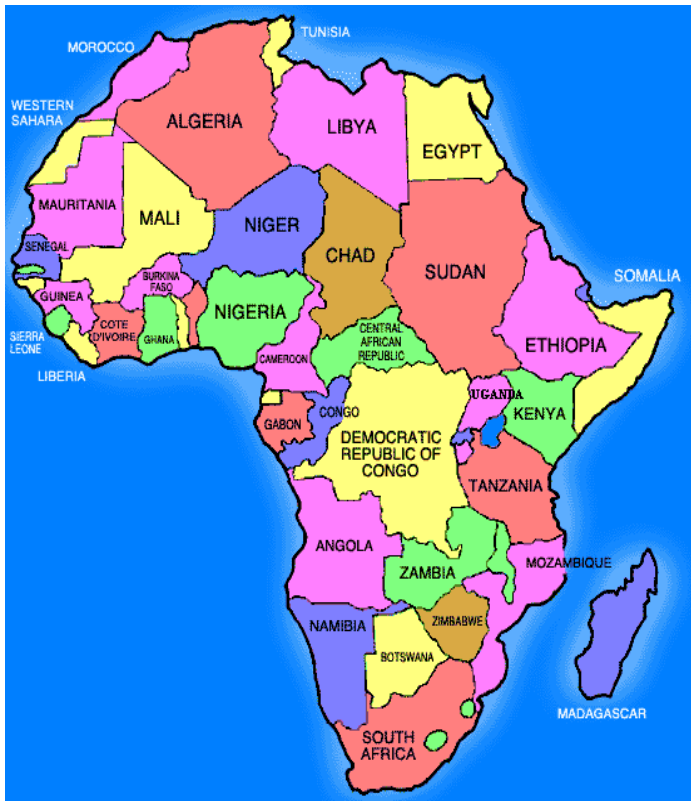 TUNISIA
MOROCCO
WESTERN
SAHARA
ALGERIA
LIBYA
EGYPT
MAURITANIA
MALI
NIGER
CHAD
SUDAN
SENEGAL
SOMALIA
BURKINA
FASO
GUINEA
NIGERIA
COTE
D'IVOIRE
GHANA
SIERRA
LEONE
CENTRAL
AFRICAN
REPUBLIC
ETHIOPIA
CAMEROON
LIBERIA
UGANDA
KENYA
CONGO
GABON
DEMOCRATIC
REPUBLIC OF
CONGO
TANZANIA
ANGOLA
ZAMBIA
MOZAMBIQUE
NAMIBIA
ZIMBABWE
BOTSWANA
MADAGASCAR
SOUTH
AFRICA